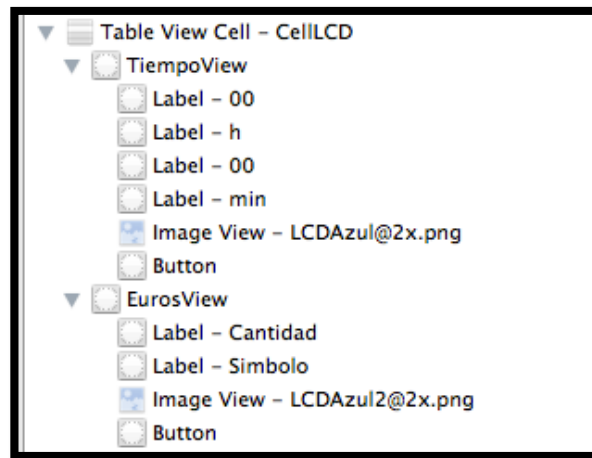 Table View Cell – CellLCD
TiempoView
Label – 00
Label – h
Label – 00
Label – min
Image View – LCDAzul@2x.png
Button
EurosView
Label – Cantidad
Label – Simbolo
Image View – LCDAzul2@2x.png
Button